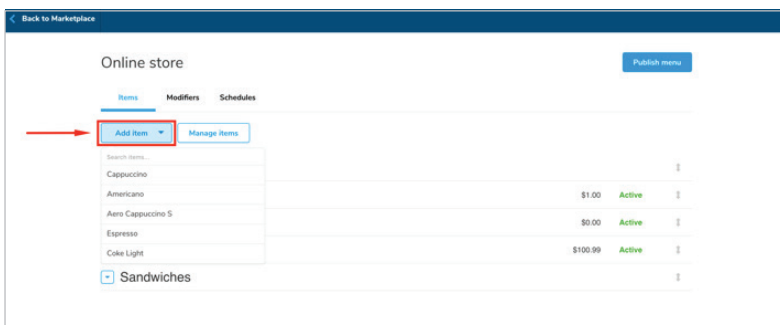 Back to Marketplace
Online store
Publish menu
Items Modifiers Schedules
Add item Manage items
Search items...
Cappuccino
Americano $1.00 Active
Aero Cappuccino S
$0.00 Active
Espresso
Coke Light $100.99 Active
Sandwiches